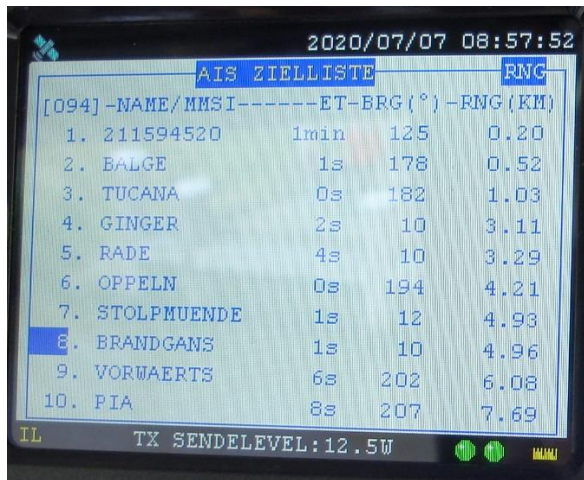 2020/07/07 08:57:52
AIS ZIELLISTE RNG
[094]-NAME/MMSI------ET-BRG(°)-RNG(KM)
1. 211594520 1min 125 0.20
2. BALGE 1s 178 0.52
3. TUCANA 0s 182 1.03
4. GINGER 2s 10 3.11
5. RADE 4s 10 3.29
6. OPPELN 0s 194 4.21
7. STOLPMUENDE 1s 12 4.93
8. BRANDGANS 1s 10 4.96
9. VORWAERTS 6s 202 6.08
10. PIA 8s 207 7.69
IL TX SENDELEVEL:12.5W